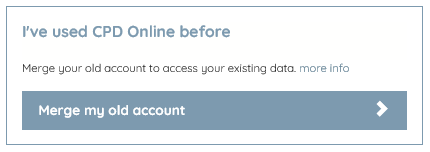 I've used CPD Online before
Merge your old account to access your existing data. more info
Merge my old account